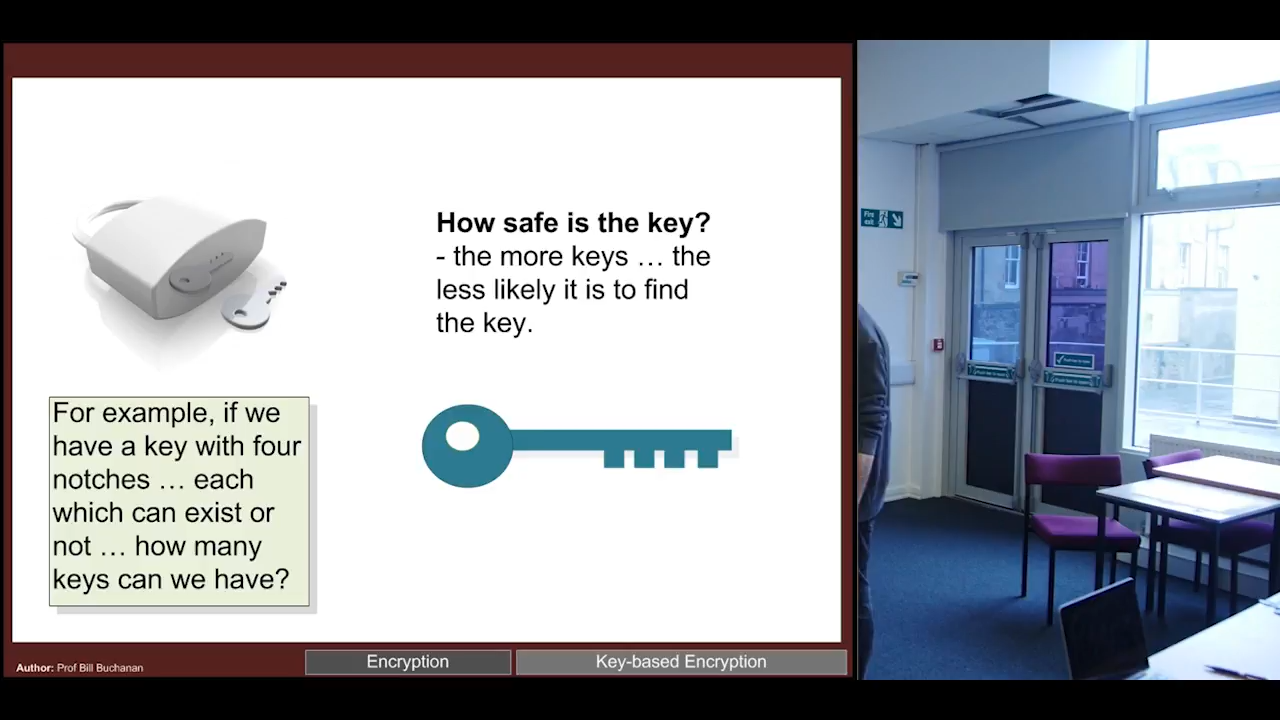 How safe is the key?
- the more keys … the
less likely it is to find
the key.
For example, if we
have a key with four
notches … each
which can exist or
not … how many
keys can we have?
Author: Prof Bill Buchanan
Encryption
Key-based Encryption
Fire
exit